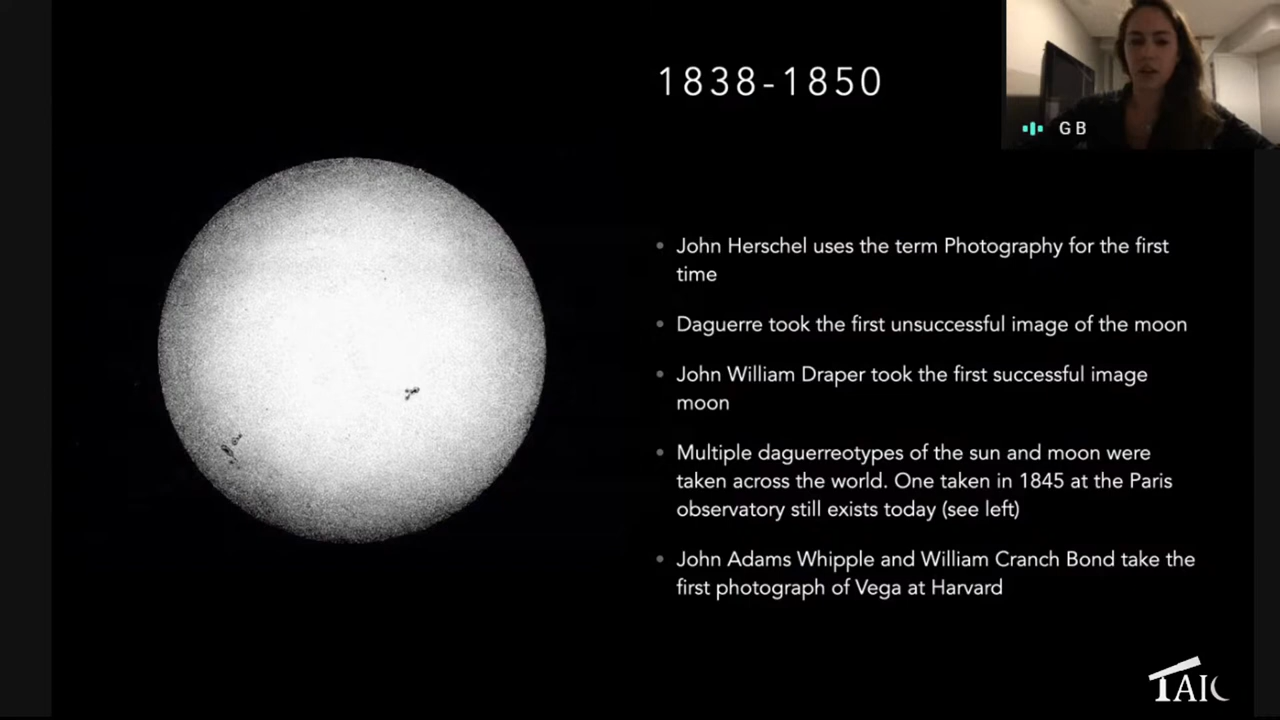 1838-1850
GB
John Herschel uses the term Photography for the first
time
Daguerre took the first unsuccessful image of the moon
John William Draper took the first successful image
moon
Multiple daguerreotypes of the sun and moon were
taken across the world. One taken in 1845 at the Paris
observatory still exists today (see left)
John Adams Whipple and William Cranch Bond take the
first photograph of Vega at Harvard
TAIC